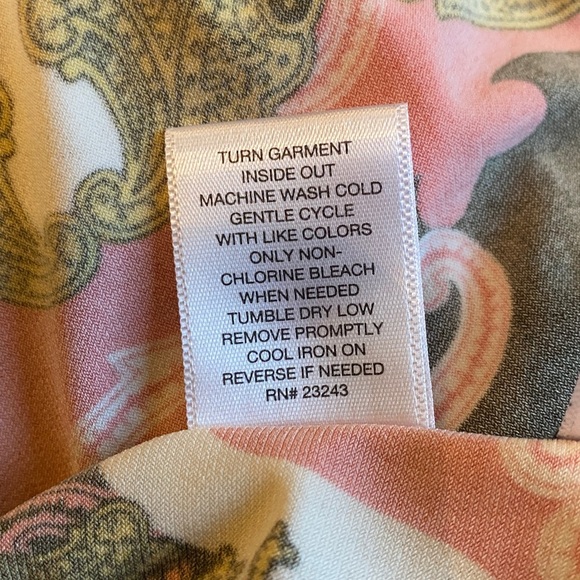 TURN GARMENT
INSIDE OUT
MACHINE WASH COLD
GENTLE CYCLE
WITH LIKE COLORS
ONLY NON-
CHLORINE BLEACH
WHEN NEEDED
TUMBLE DRY LOW
REMOVE PROMPTLY
COOL IRON ON
REVERSE IF NEEDED
RN# 23243